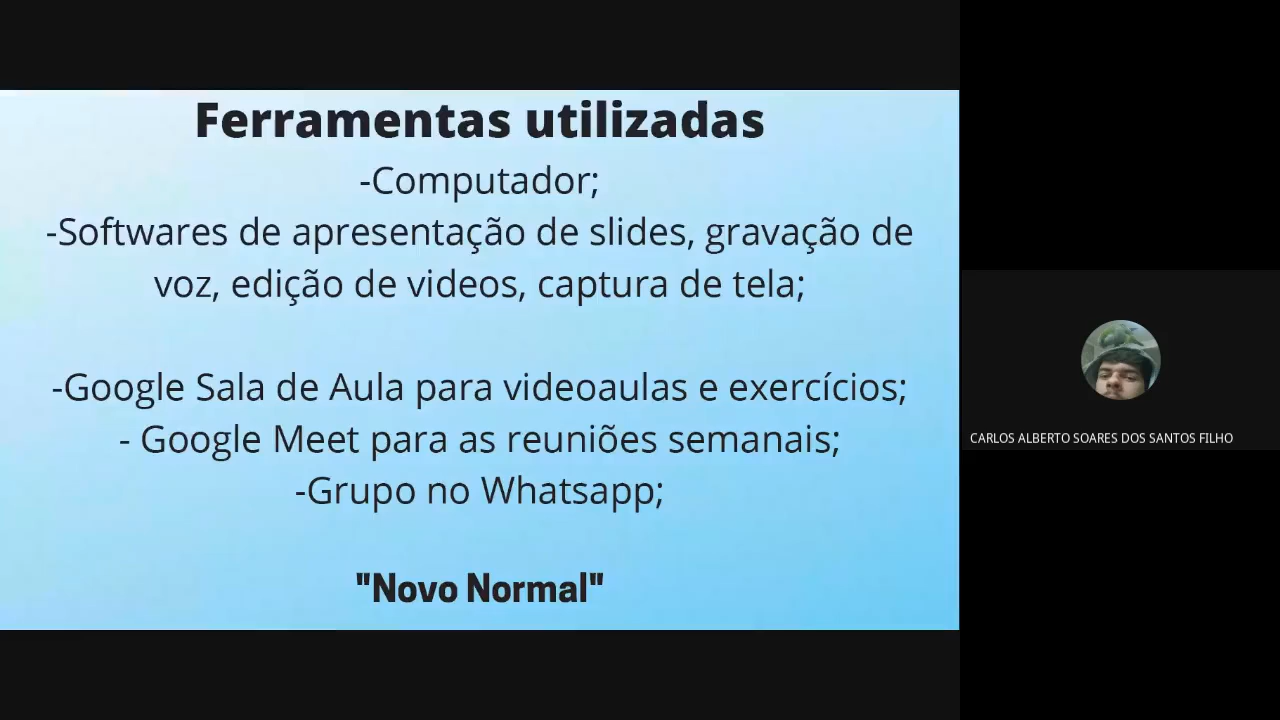 Ferramentas utilizadas
-Computador;
-Softwares de apresentação de slides, gravação de
voz, edição de videos, captura de tela;
-Google Sala de Aula para videoaulas e exercícios;
- Google Meet para as reuniões semanais;
-Grupo no Whatsapp;
"Novo Normal"
CARLOS ALBERTO SOARES DOS SANTOS FILHO